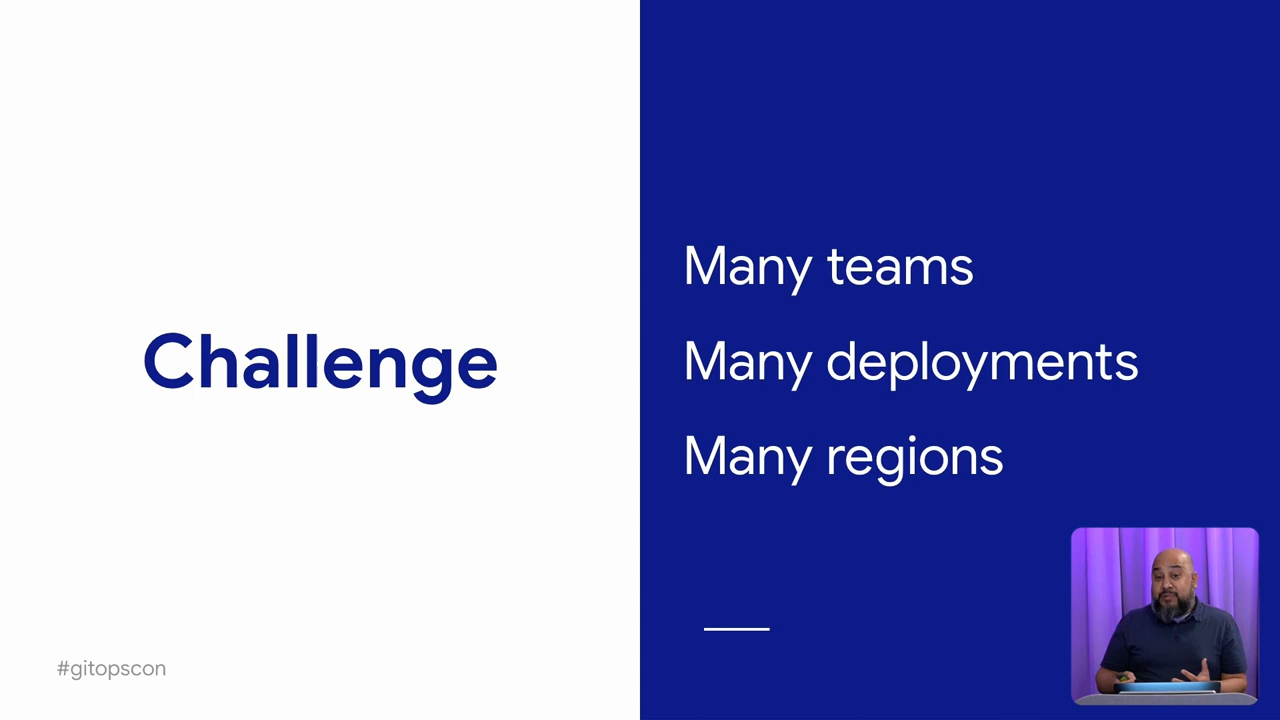 Challenge
Many teams
Many deployments
Many regions
#gitopscon